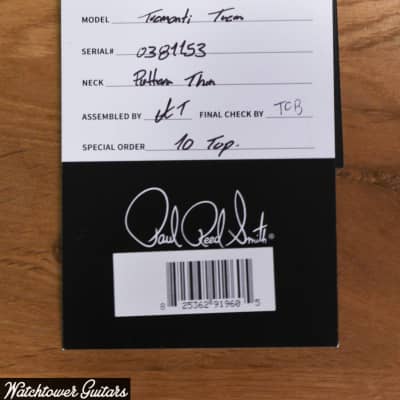 MODEL Tremonti Trem
SERIAL# 0381153
NECK Pattern Thin
ASSEMBLED BY KT FINAL CHECK BY TCB
SPECIAL ORDER 10 Top.
Paul Reed Smith®
8 25362 91960 5
Watchtower Guitars